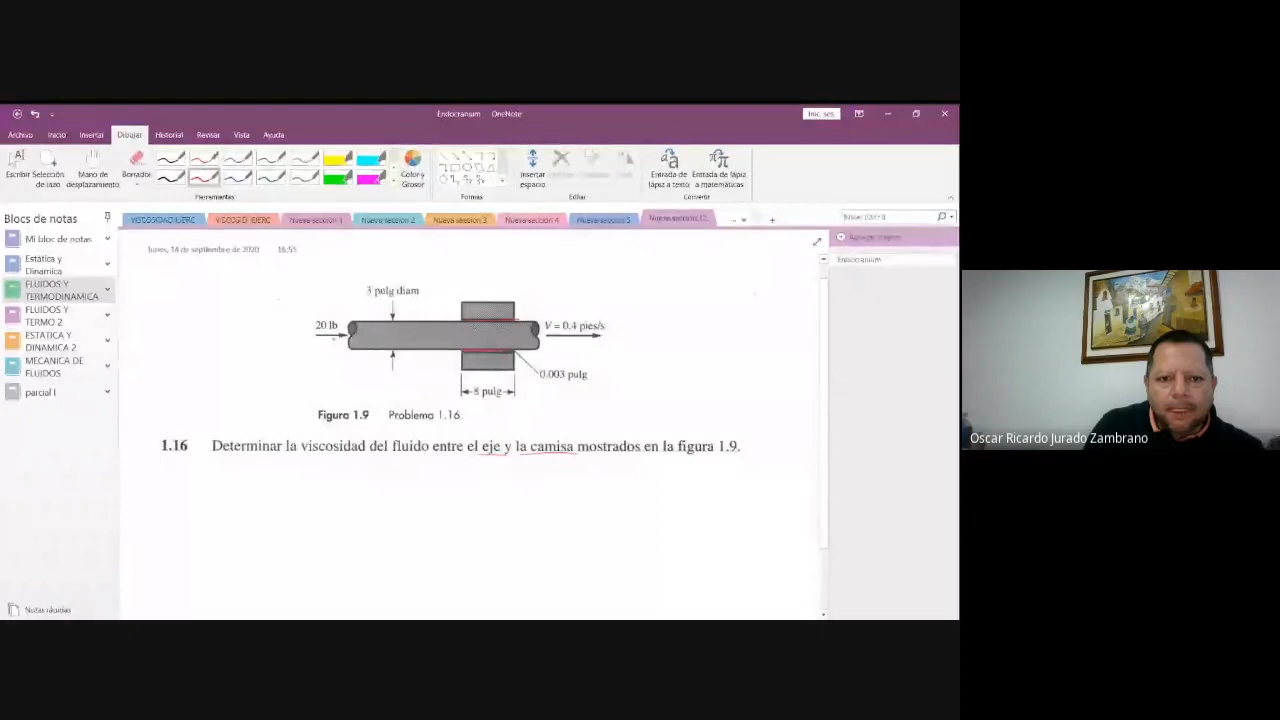 Endocranium OneNote
Inic. ses.
Archivo Inicio Insertar Dibujar Historial Revisar Vista Ayuda
Escribir Selección de lazo
Mano de desplazamiento
Borrador
Color y Grosor
Insertar espacio
Entrada de lápiz a texto
Entrada de lápiz a matemáticas
Herramientas Formas Editar Convertir
Blocs de notas
VISCOSIDAD EJERC Nueva sección 1 Nueva sección 2 Nueva sección 3 Nueva sección 4 Nueva sección 5
Mi bloc de notas
Estática y Dinamica
FLUIDOS Y TERMODINAMICA
FLUIDOS Y TERMO 2
ESTATICA Y DINAMICA 2
MECANICA DE FLUIDOS
parcial I
Notas rápidas
14 de septiembre de 2020 16:55
Endocranium
3 pulg diam
20 lb
V = 0.4 pies/s
0.003 pulg
8 pulg
Figura 1.9 Problema 1.16.
1.16 Determinar la viscosidad del fluido entre el eje y la camisa mostrados en la figura 1.9.
Oscar Ricardo Jurado Zambrano